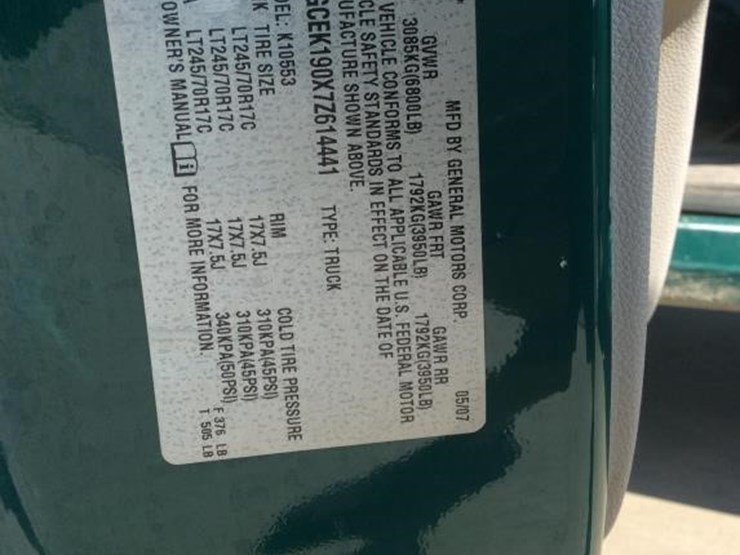 MFD BY GENERAL MOTORS CORP. 05/07
GVWR GAWR FRT GAWR RR
3085KG(6800LB) 1792KG(3950LB) 1792KG(3950LB)
VEHICLE CONFORMS TO ALL APPLICABLE U.S. FEDERAL MOTOR
CLE SAFETY STANDARDS IN EFFECT ON THE DATE OF
UFACTURE SHOWN ABOVE.
GCEK190X7Z614441 TYPE: TRUCK
DEL: K10553
K TIRE SIZE RIM COLD TIRE PRESSURE
LT245/70R17C 17X7.5J 310KPA(45PSI)
LT245/70R17C 17X7.5J 310KPA(45PSI)
LT245/70R17C 17X7.5J 340KPA(50PSI) F 376 LB
OWNER'S MANUAL i FOR MORE INFORMATION. T 505 LB